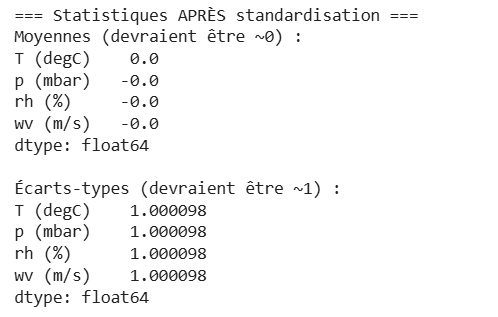 === Statistiques APRÈS standardisation ===
Moyennes (devraient être ~0) :
T (degC)    0.0
p (mbar)   -0.0
rh (%)     -0.0
wv (m/s)   -0.0
dtype: float64

Écarts-types (devraient être ~1) :
T (degC)    1.000098
p (mbar)    1.000098
rh (%)      1.000098
wv (m/s)    1.000098
dtype: float64